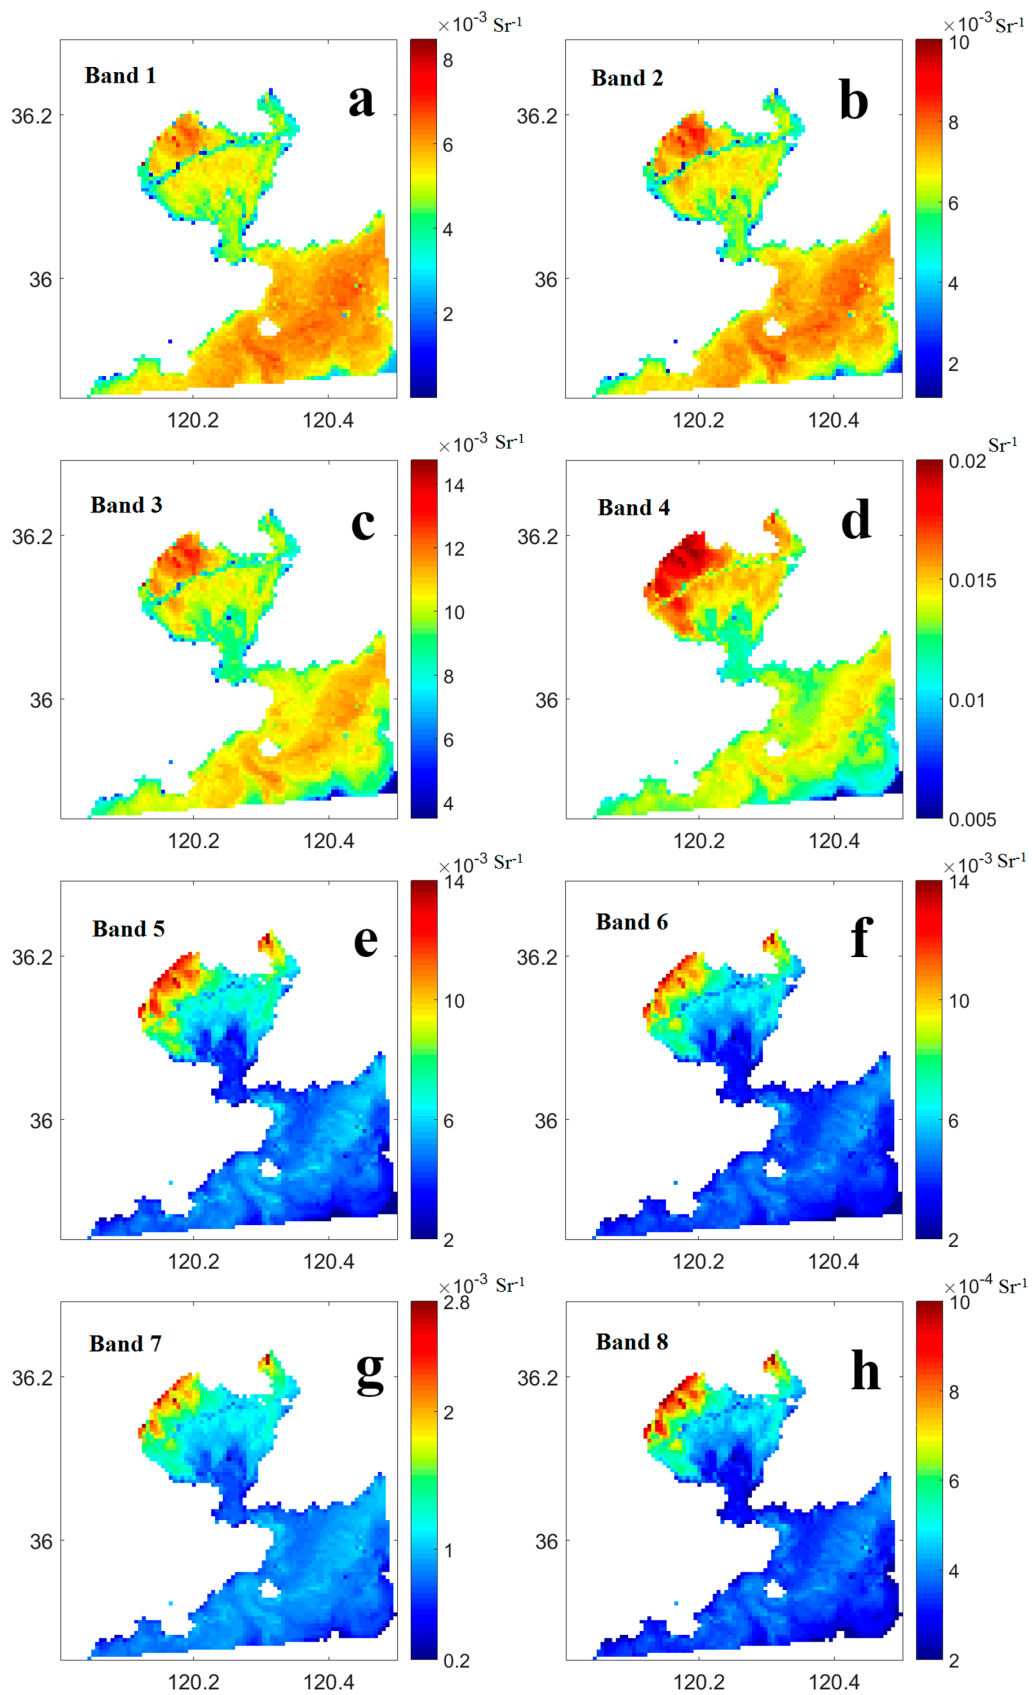 ×10⁻³ Sr⁻¹ ×10⁻³Sr⁻¹
Band 1 a 36.2 36 120.2 120.4 8 6 4 2
Band 2 b 36.2 36 120.2 120.4 10 8 6 4 2
×10⁻³ Sr⁻¹ Sr⁻¹
Band 3 c 36.2 36 120.2 120.4 14 12 10 8 6 4
Band 4 d 36.2 36 120.2 120.4 0.02 0.015 0.01 0.005
×10⁻³ Sr⁻¹ ×10⁻³ Sr⁻¹
Band 5 e 36.2 36 120.2 120.4 14 10 6 2
Band 6 f 36.2 36 120.2 120.4 14 10 6 2
×10⁻³ Sr⁻¹ ×10⁻⁴ Sr⁻¹
Band 7 g 36.2 36 120.2 120.4 2.8 2 1 0.2
Band 8 h 36.2 36 120.2 120.4 10 8 6 4 2